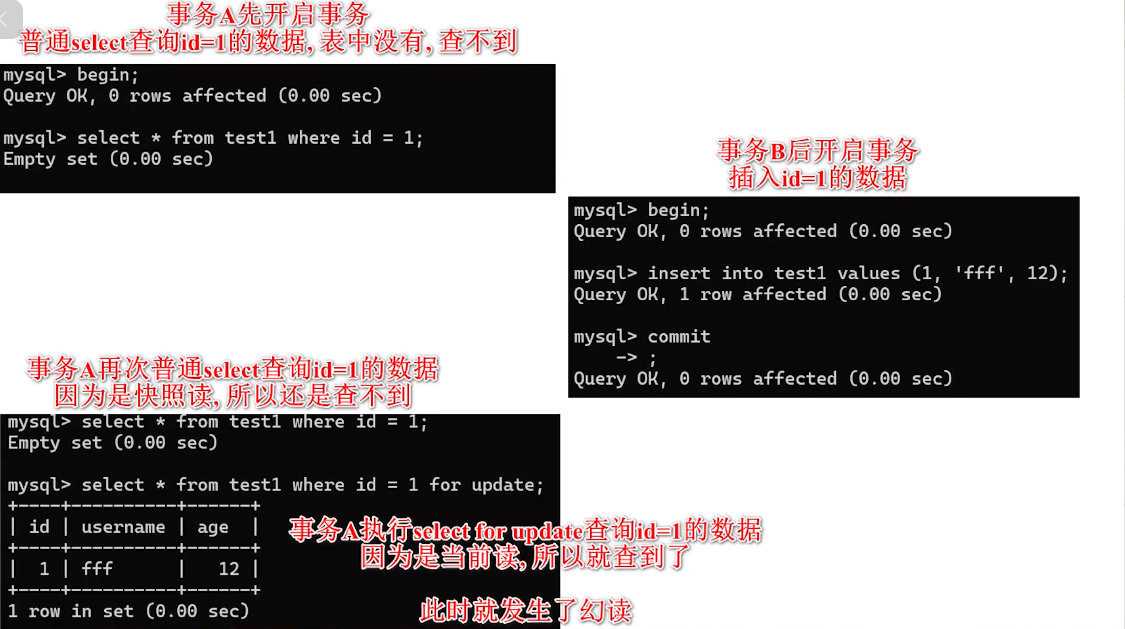 事务A先开启事务
普通select查询id=1的数据, 表中没有, 查不到
mysql> begin;
Query OK, 0 rows affected (0.00 sec)
mysql> select * from test1 where id = 1;
Empty set (0.00 sec)
事务B后开启事务
插入id=1的数据
mysql> begin;
Query OK, 0 rows affected (0.00 sec)
mysql> insert into test1 values (1, 'fff', 12);
Query OK, 1 row affected (0.00 sec)
mysql> commit
    -> ;
Query OK, 0 rows affected (0.00 sec)
事务A再次普通select查询id=1的数据
因为是快照读, 所以还是查不到
mysql> select * from test1 where id = 1;
Empty set (0.00 sec)
mysql> select * from test1 where id = 1 for update;
+----+----------+------+
| id | username | age  |
+----+----------+------+
|  1 | fff      |   12 |
+----+----------+------+
1 row in set (0.00 sec)
事务A执行select for update查询id=1的数据
因为是当前读, 所以就查到了
此时就发生了幻读